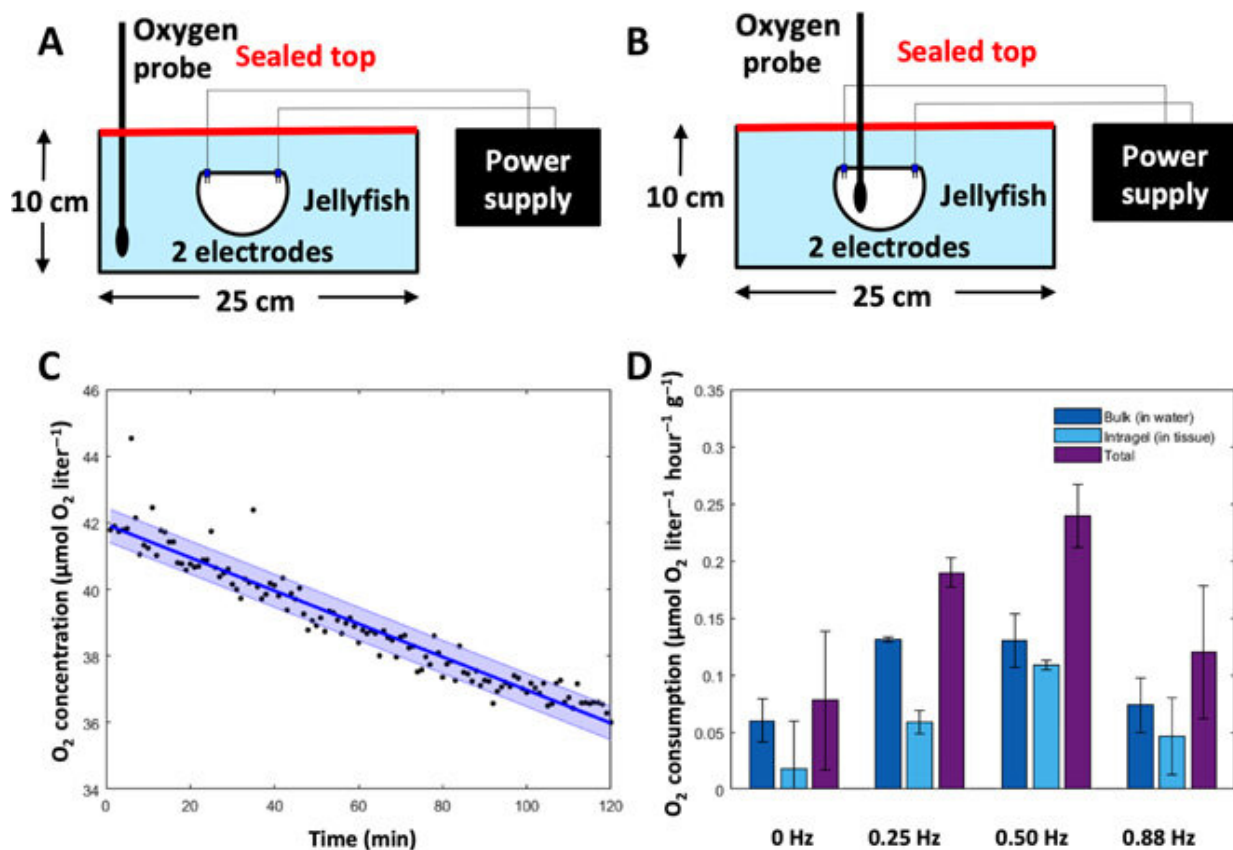 A
Oxygen
probe
Sealed top
10 cm
Jellyfish
2 electrodes
25 cm
Power
supply
B
Oxygen
probe
Sealed top
10 cm
Jellyfish
2 electrodes
25 cm
Power
supply
C
O₂ concentration (µmol O₂ liter⁻¹)
46
44
42
40
38
36
34
0
20
40
60
80
100
120
Time (min)
D
O₂ consumption (µmol O₂ liter⁻¹ hour⁻¹ g⁻¹)
0.35
0.3
0.25
0.2
0.15
0.1
0.05
0
Bulk (in water)
Intragel (in tissue)
Total
0 Hz
0.25 Hz
0.50 Hz
0.88 Hz